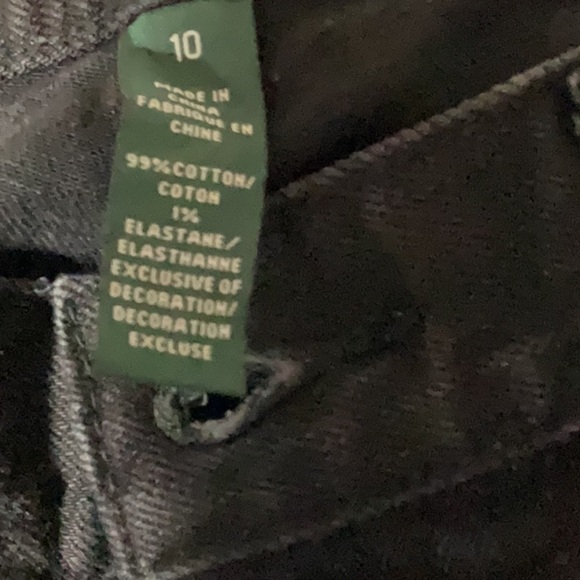 10
MADE IN
CHINA
FABRIQUE EN
CHINE
99%COTTON/
COTON
1%
ELASTANE/
ELASTHANNE
EXCLUSIVE OF
DECORATION/
DECORATION
EXCLUSE